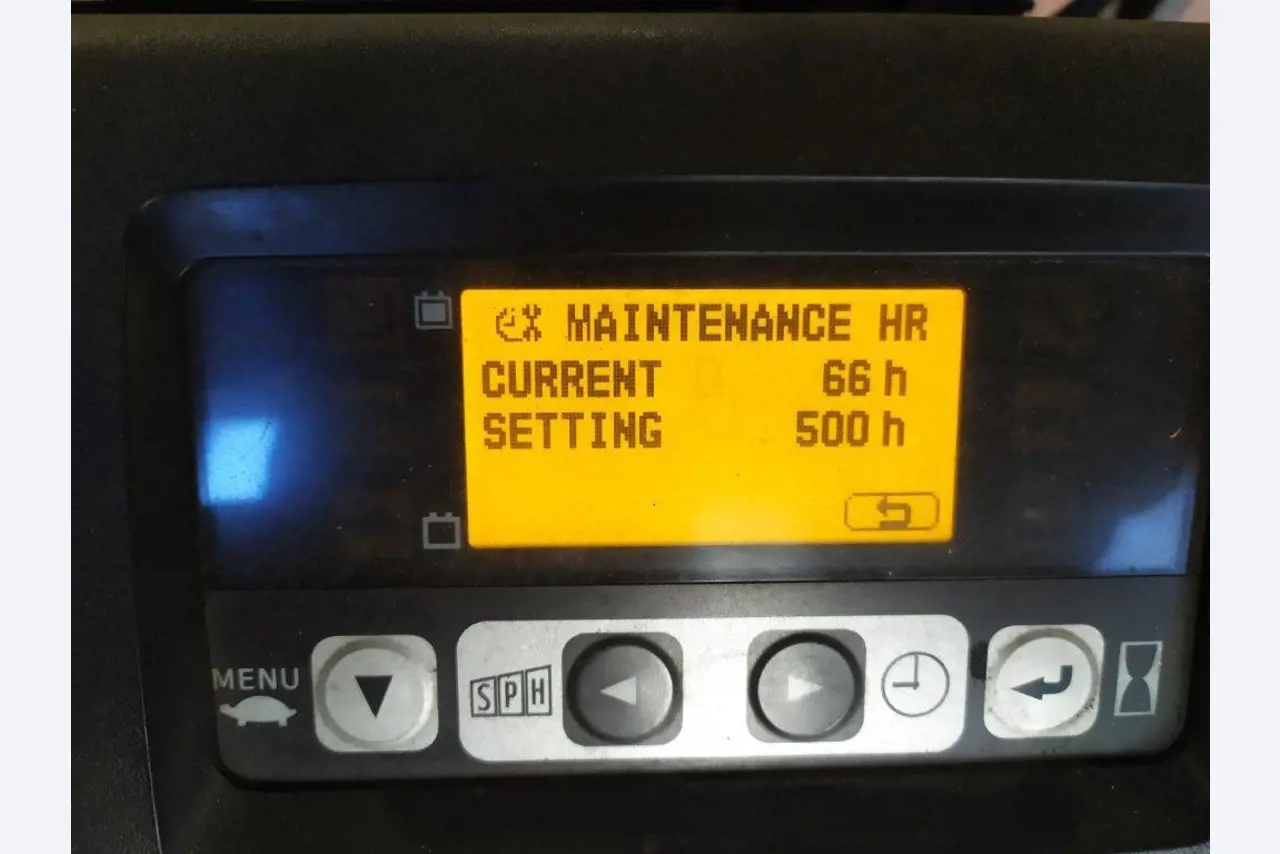 MAINTENANCE HR
CURRENT 66 h
SETTING 500 h
MENU
SPH